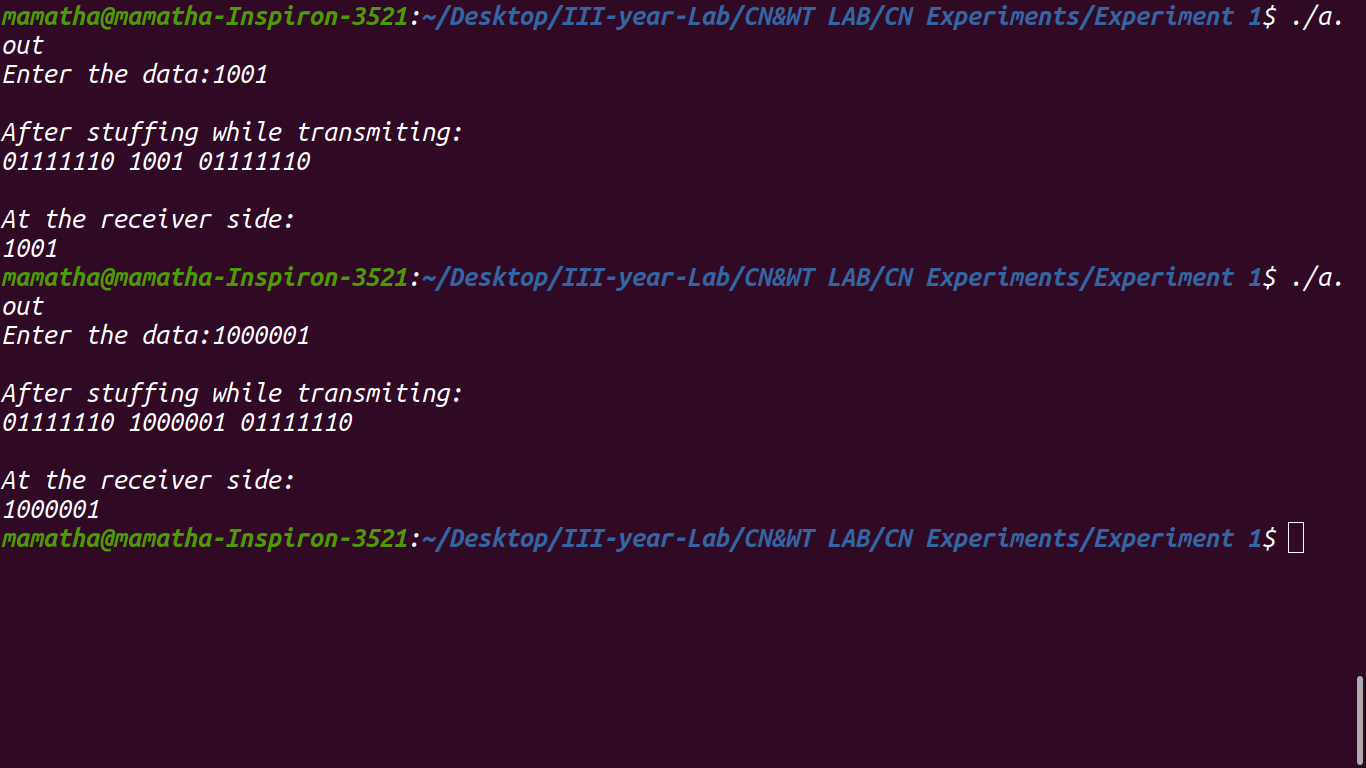 mamatha@mamatha-Inspiron-3521:~/Desktop/III-year-Lab/CN&WT LAB/CN Experiments/Experiment 1$ ./a.
out
Enter the data:1001
After stuffing while transmiting:
01111110 1001 01111110
At the receiver side:
1001
mamatha@mamatha-Inspiron-3521:~/Desktop/III-year-Lab/CN&WT LAB/CN Experiments/Experiment 1$ ./a.
out
Enter the data:1000001
After stuffing while transmiting:
01111110 1000001 01111110
At the receiver side:
1000001
mamatha@mamatha-Inspiron-3521:~/Desktop/III-year-Lab/CN&WT LAB/CN Experiments/Experiment 1$